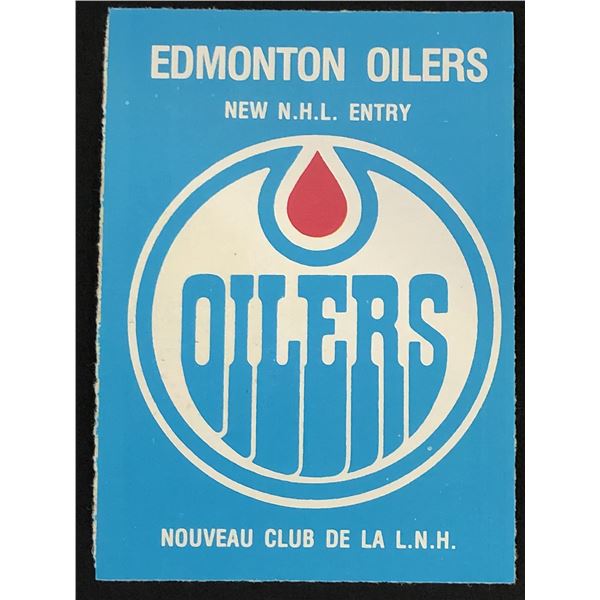 EDMONTON OILERS
NEW N.H.L. ENTRY
OILERS
NOUVEAU CLUB DE LA L.N.H.